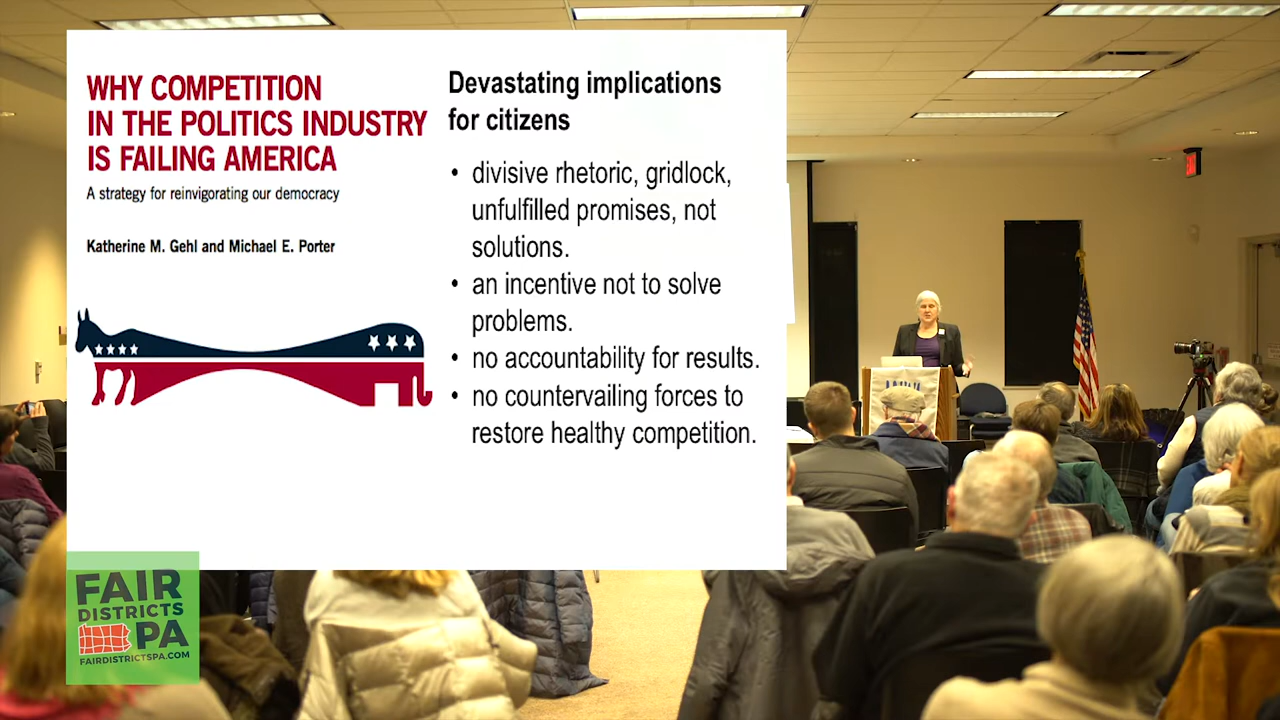 WHY COMPETITION
IN THE POLITICS INDUSTRY
IS FAILING AMERICA
A strategy for reinvigorating our democracy
Katherine M. Gehl and Michael E. Porter
Devastating implications
for citizens
• divisive rhetoric, gridlock,
unfulfilled promises, not
solutions.
• an incentive not to solve
problems.
• no accountability for results.
• no countervailing forces to
restore healthy competition.
FAIR
DISTRICTS
PA
FAIRDISTRICTSPA.COM